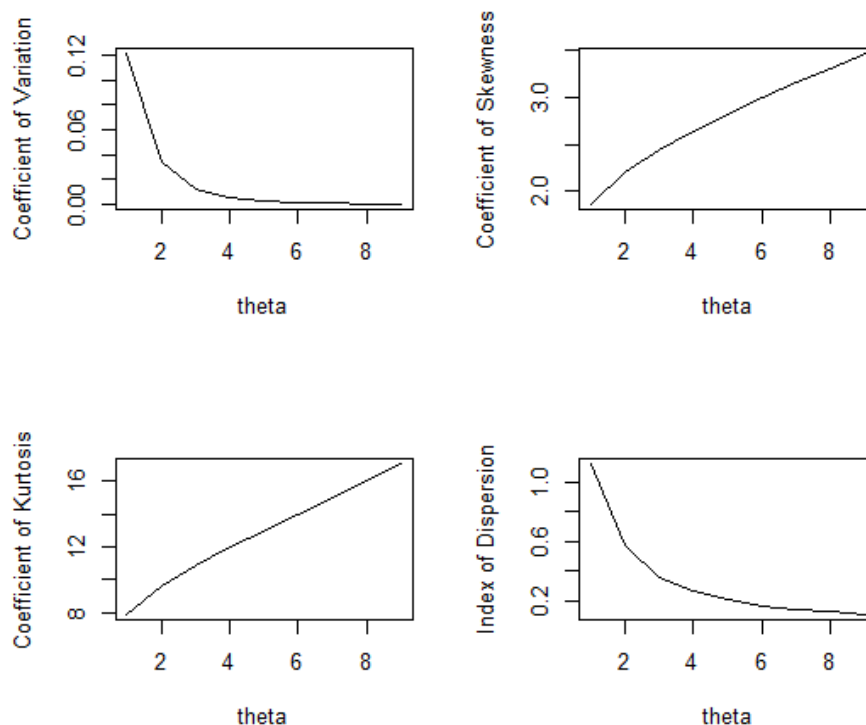 Coefficient of Variation
0.12
0.06
0.00
2 4 6 8
theta
Coefficient of Skewness
3.0
2.0
2 4 6 8
theta
Coefficient of Kurtosis
16
12
8
2 4 6 8
theta
Index of Dispersion
1.0
0.6
0.2
2 4 6 8
theta